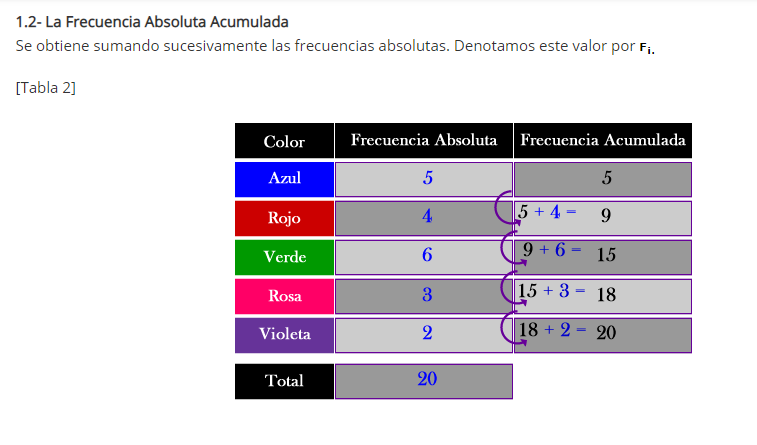 1.2- La Frecuencia Absoluta Acumulada
Se obtiene sumando sucesivamente las frecuencias absolutas. Denotamos este valor por Fi.
[Tabla 2]
Color Frecuencia Absoluta Frecuencia Acumulada
Azul 5 5
Rojo 4 5 + 4 = 9
Verde 6 9 + 6 = 15
Rosa 3 15 + 3 = 18
Violeta 2 18 + 2 = 20
Total 20